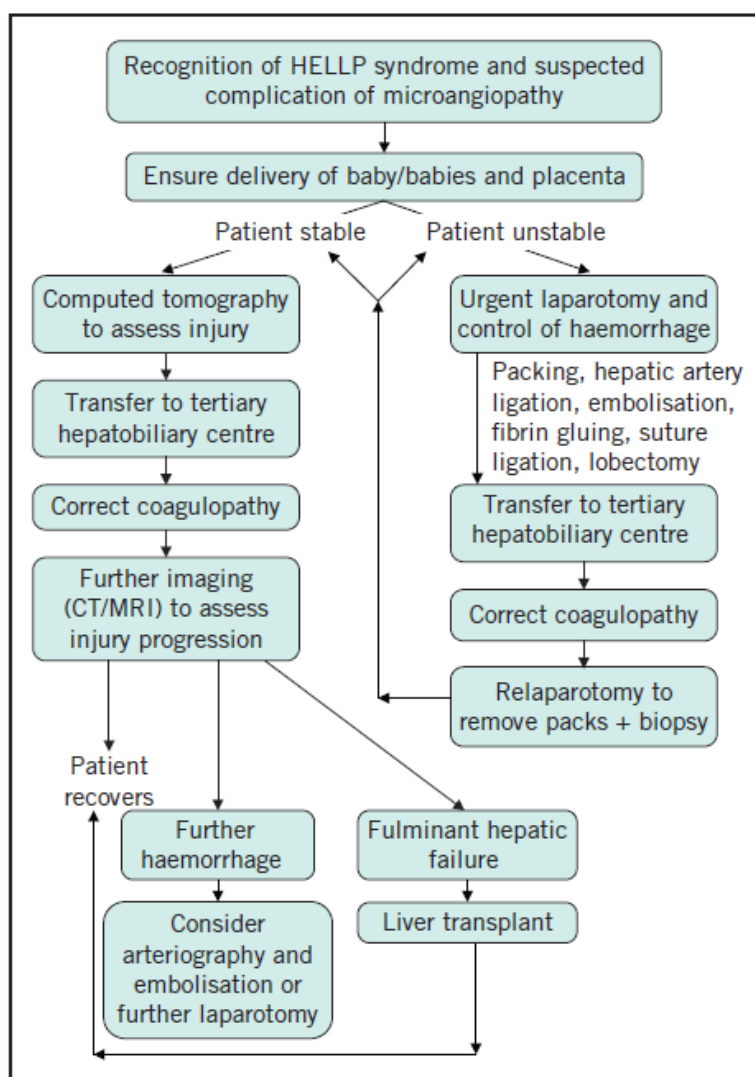 Recognition of HELLP syndrome and suspected
complication of microangiopathy
Ensure delivery of baby/babies and placenta
Patient stable
Patient unstable
Computed tomography
to assess injury
Transfer to tertiary
hepatobiliary centre
Correct coagulopathy
Further imaging
(CT/MRI) to assess
injury progression
Urgent laparotomy and
control of haemorrhage
Packing, hepatic artery
ligation, embolisation,
fibrin gluing, suture
ligation, lobectomy
Transfer to tertiary
hepatobiliary centre
Correct coagulopathy
Relaparotomy to
remove packs + biopsy
Patient
recovers
Further
haemorrhage
Consider
arteriography and
embolisation or
further laparotomy
Fulminant hepatic
failure
Liver transplant